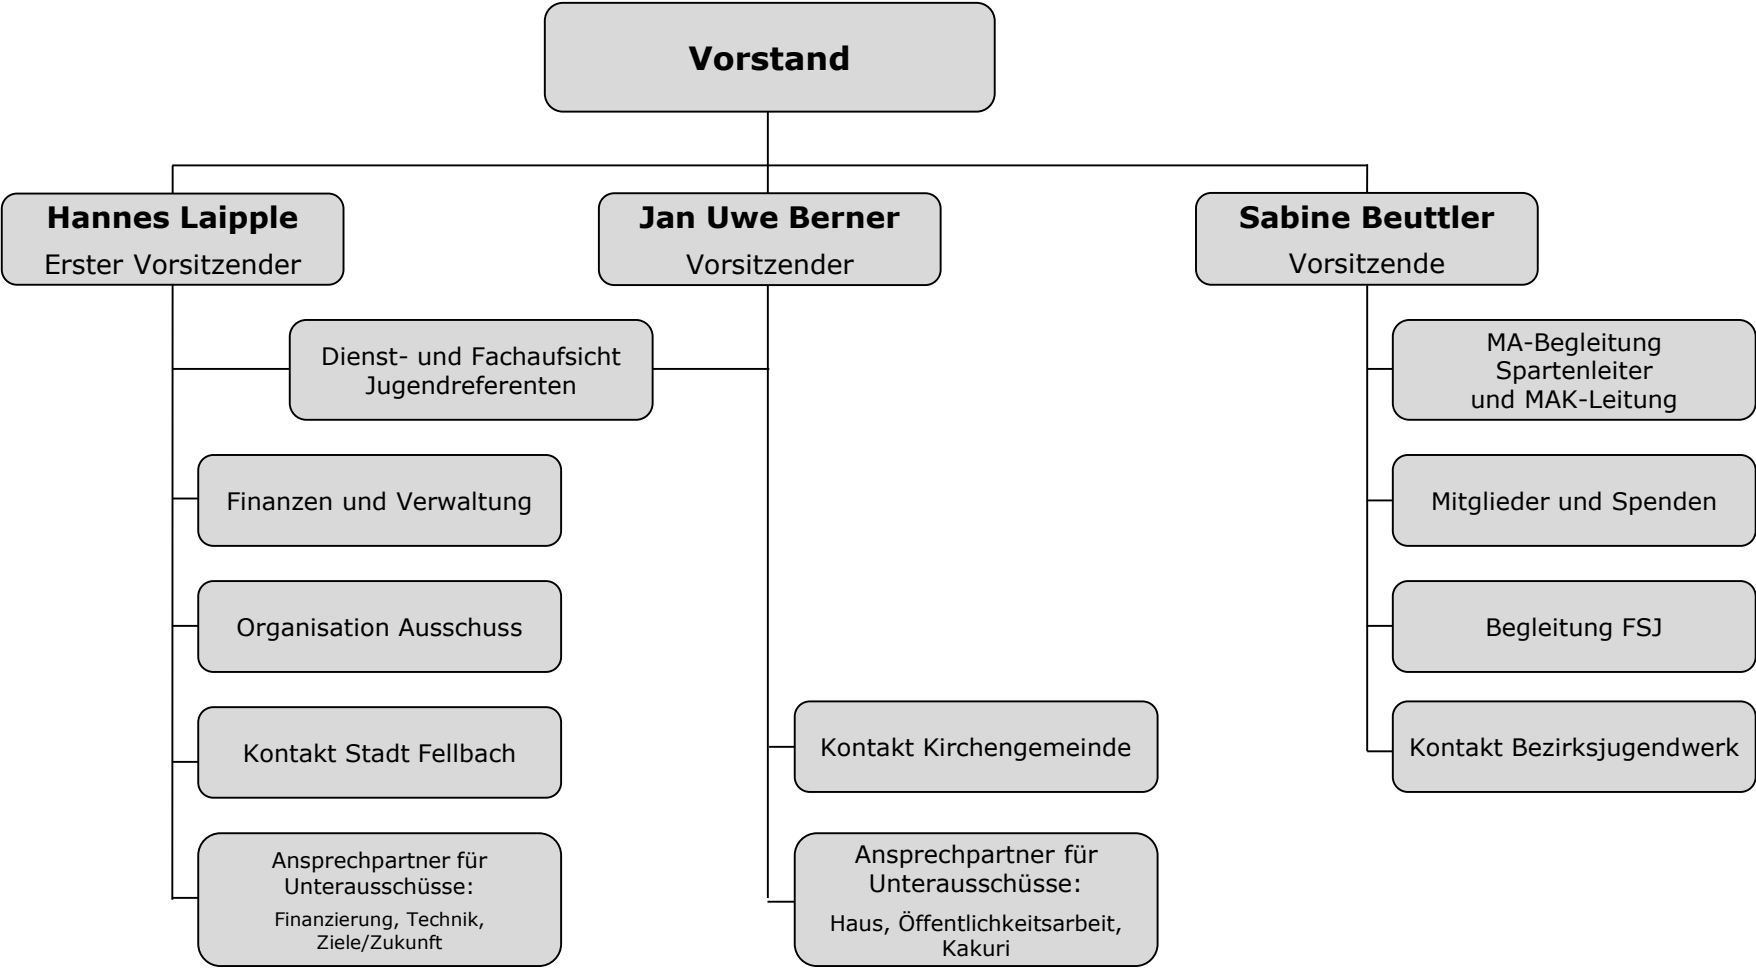 Vorstand
Hannes Laipple
Erster Vorsitzender
Jan Uwe Berner
Vorsitzender
Sabine Beuttler
Vorsitzende
Dienst- und Fachaufsicht
Jugendreferenten
MA-Begleitung
Spartenleiter
und MAK-Leitung
Finanzen und Verwaltung
Mitglieder und Spenden
Organisation Ausschuss
Begleitung FSJ
Kontakt Stadt Fellbach
Kontakt Kirchengemeinde
Kontakt Bezirksjugendwerk
Ansprechpartner für
Unterausschüsse:
Finanzierung, Technik,
Ziele/Zukunft
Ansprechpartner für
Unterausschüsse:
Haus, Öffentlichkeitsarbeit,
Kakuri